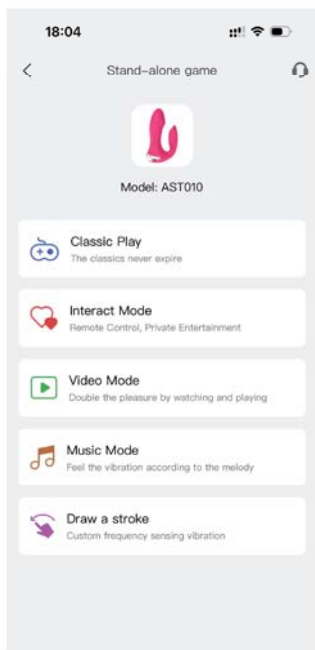 18:04
Stand-alone game
Model: AST010
Classic Play
The classics never expire
Interact Mode
Remote Control, Private Entertainment
Video Mode
Double the pleasure by watching and playing
Music Mode
Feel the vibration according to the melody
Draw a stroke
Custom frequency sensing vibration